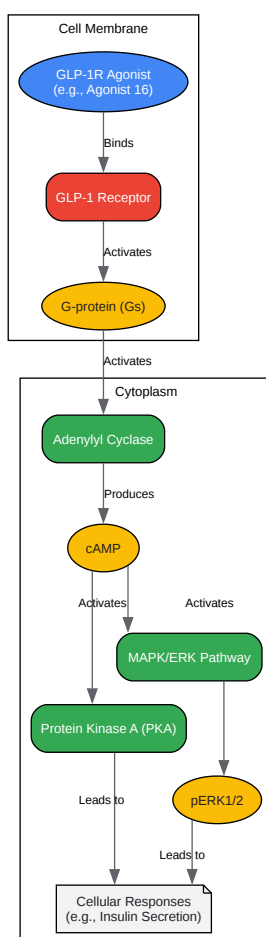 Cell Membrane
GLP-1R Agonist
(e.g., Agonist 16)
Binds
GLP-1 Receptor
Activates
G-protein (Gs)
Activates
Cytoplasm
Adenylyl Cyclase
Produces
cAMP
Activates
Activates
MAPK/ERK Pathway
Protein Kinase A (PKA)
pERK1/2
Leads to
Leads to
Cellular Responses
(e.g., Insulin Secretion)